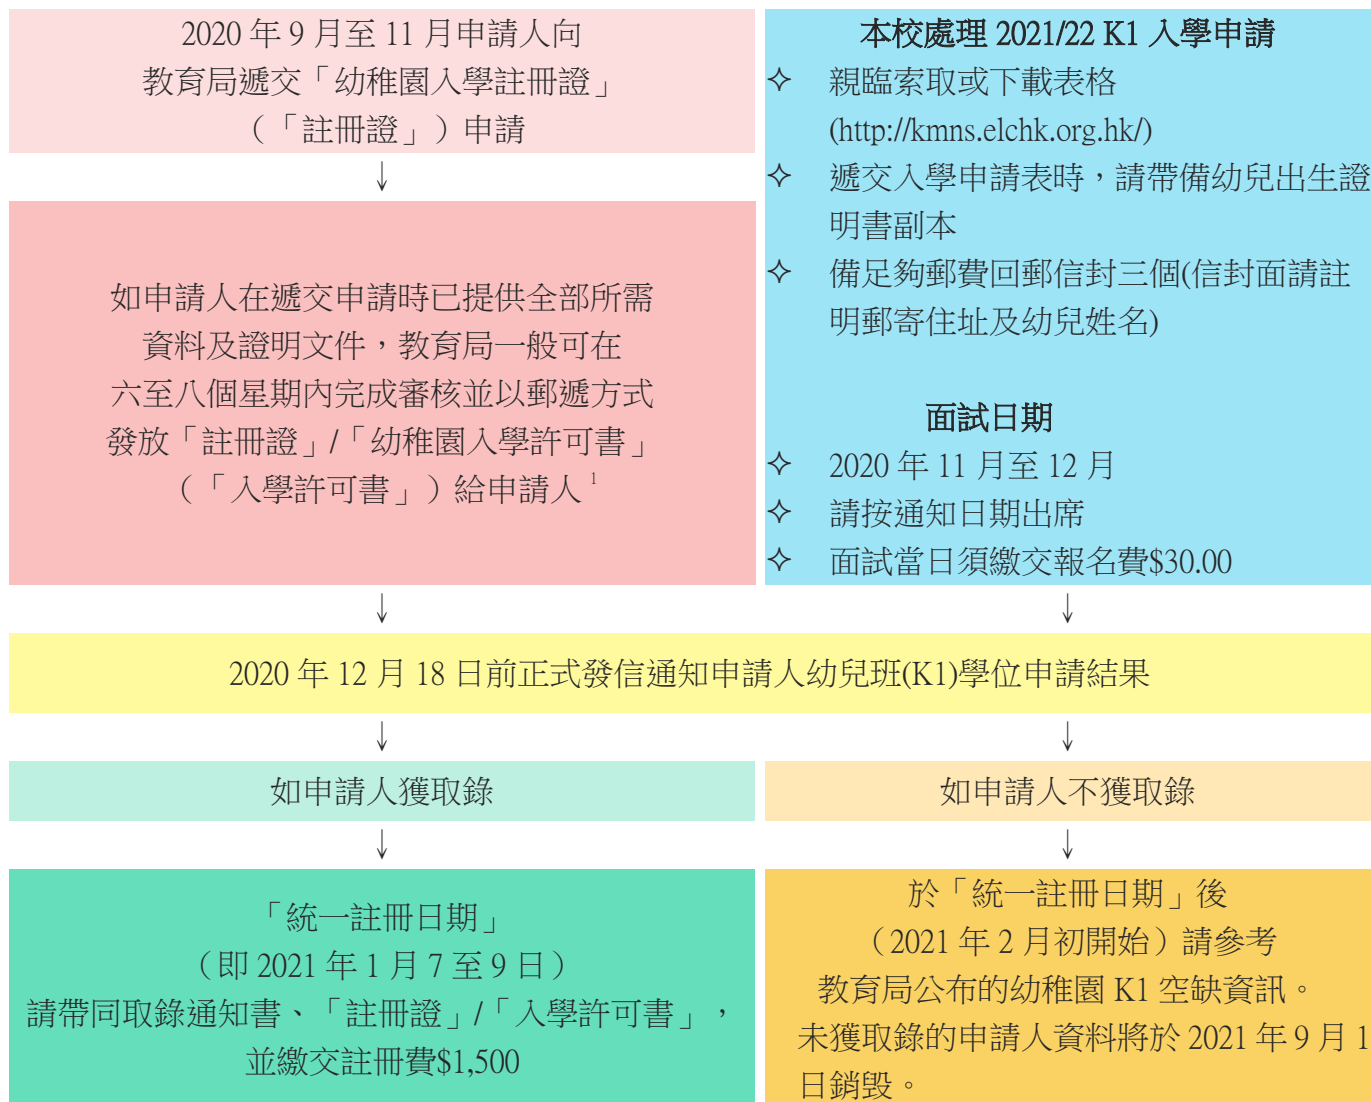 2020 年 9 月至 11 月申請人向
教育局遞交「幼稚園入學註冊證」
（「註冊證」）申請
↓
如申請人在遞交申請時已提供全部所需
資料及證明文件，教育局一般可在
六至八個星期內完成審核並以郵遞方式
發放「註冊證」/「幼稚園入學許可書」
（「入學許可書」）給申請人 1
本校處理 2021/22 K1 入學申請
✧ 親臨索取或下載表格
(http://kmns.elchk.org.hk/)
✧ 遞交入學申請表時，請帶備幼兒出生證
明書副本
✧ 備足夠郵費回郵信封三個(信封面請註
明郵寄住址及幼兒姓名)
面試日期
✧ 2020 年 11 月至 12 月
✧ 請按通知日期出席
✧ 面試當日須繳交報名費$30.00
↓ ↓
2020 年 12 月 18 日前正式發信通知申請人幼兒班(K1)學位申請結果
↓ ↓
如申請人獲取錄
↓
「統一註冊日期」
（即 2021 年 1 月 7 至 9 日）
請帶同取錄通知書、「註冊證」/「入學許可書」，
並繳交註冊費$1,500
如申請人不獲取錄
↓
於「統一註冊日期」後
（2021 年 2 月初開始）請參考
教育局公布的幼稚園 K1 空缺資訊。
未獲取錄的申請人資料將於 2021 年 9 月 1
日銷毀。